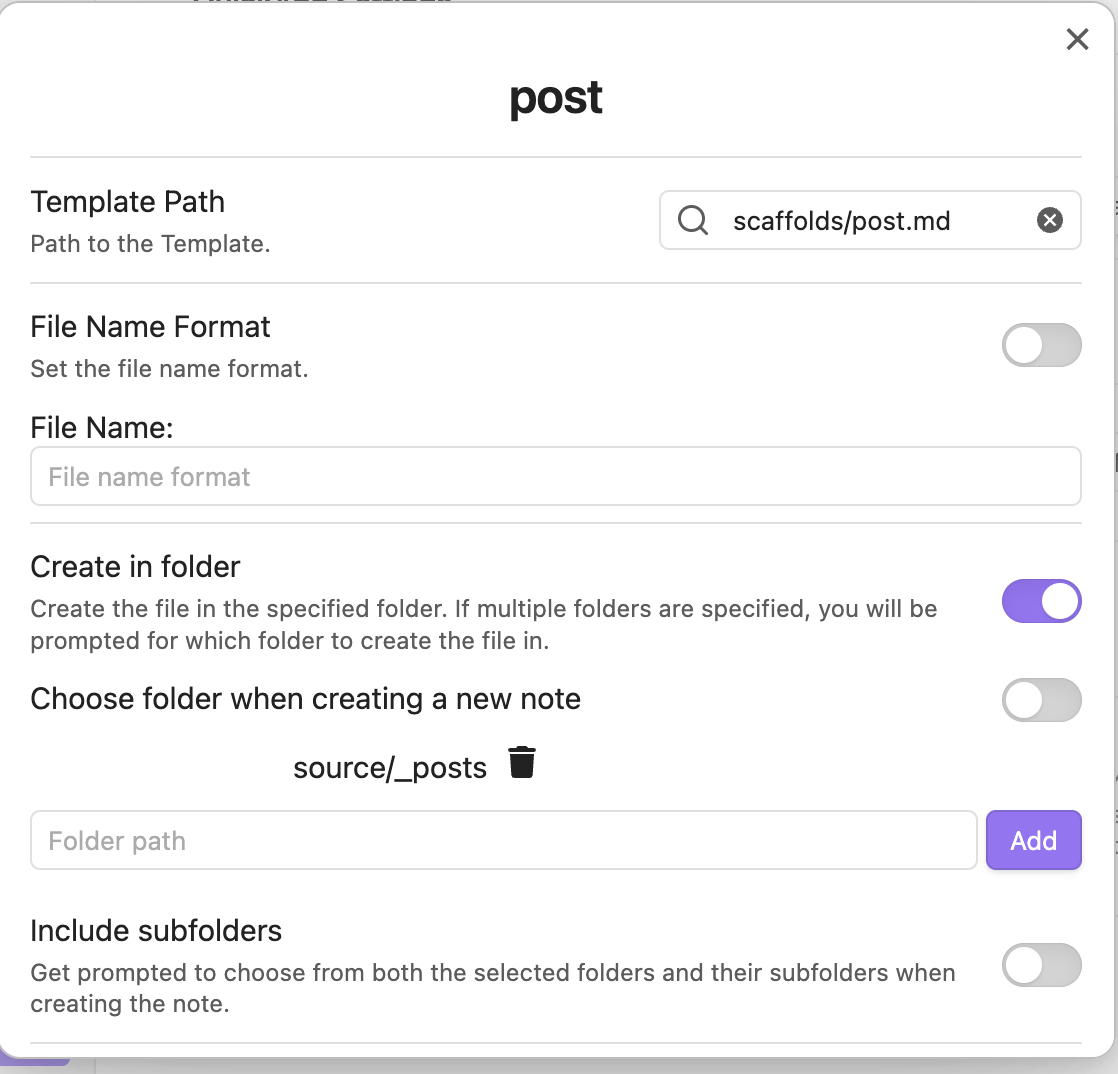 post
Template Path
Path to the Template.
scaffolds/post.md
File Name Format
Set the file name format.
File Name:
File name format
Create in folder
Create the file in the specified folder. If multiple folders are specified, you will be
prompted for which folder to create the file in.
Choose folder when creating a new note
source/_posts
Folder path
Add
Include subfolders
Get prompted to choose from both the selected folders and their subfolders when
creating the note.